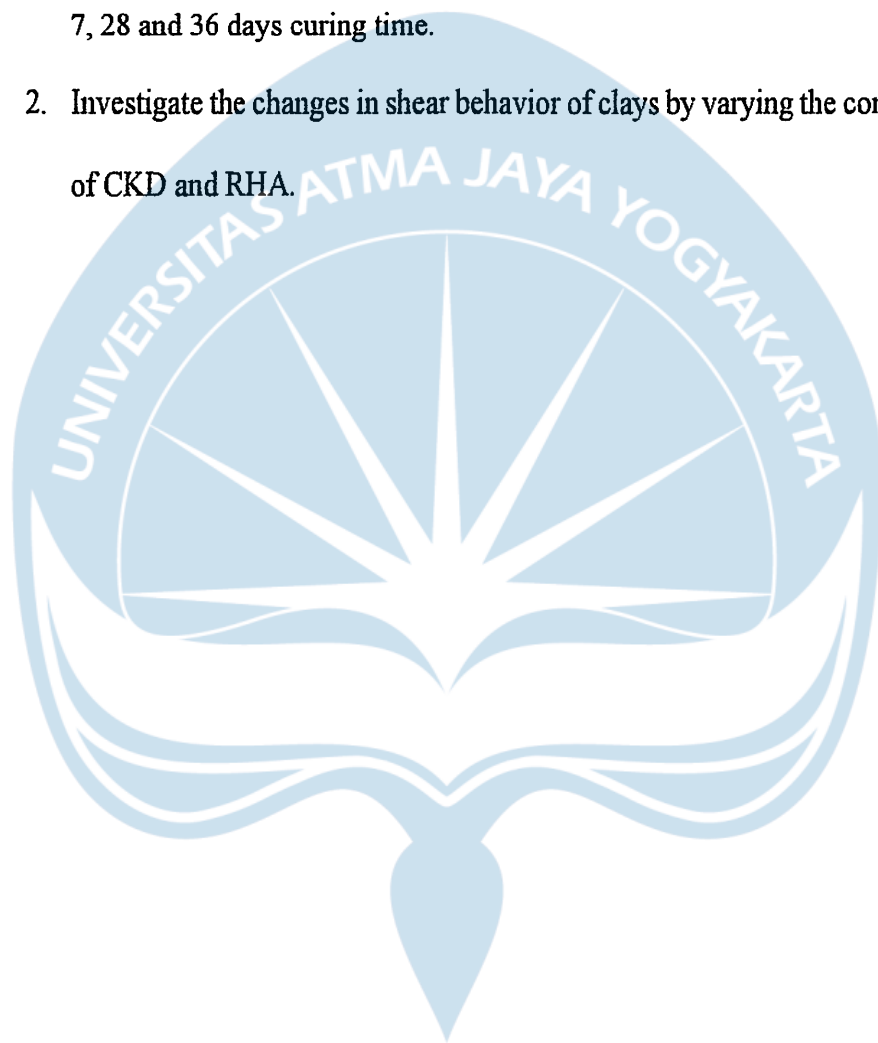 7, 28 and 36 days curing time.
2. Investigate the changes in shear behavior of clays by varying the
of CKD and RHA.
UNIVERSITAS ATMA JAYA YOGYAKARTA